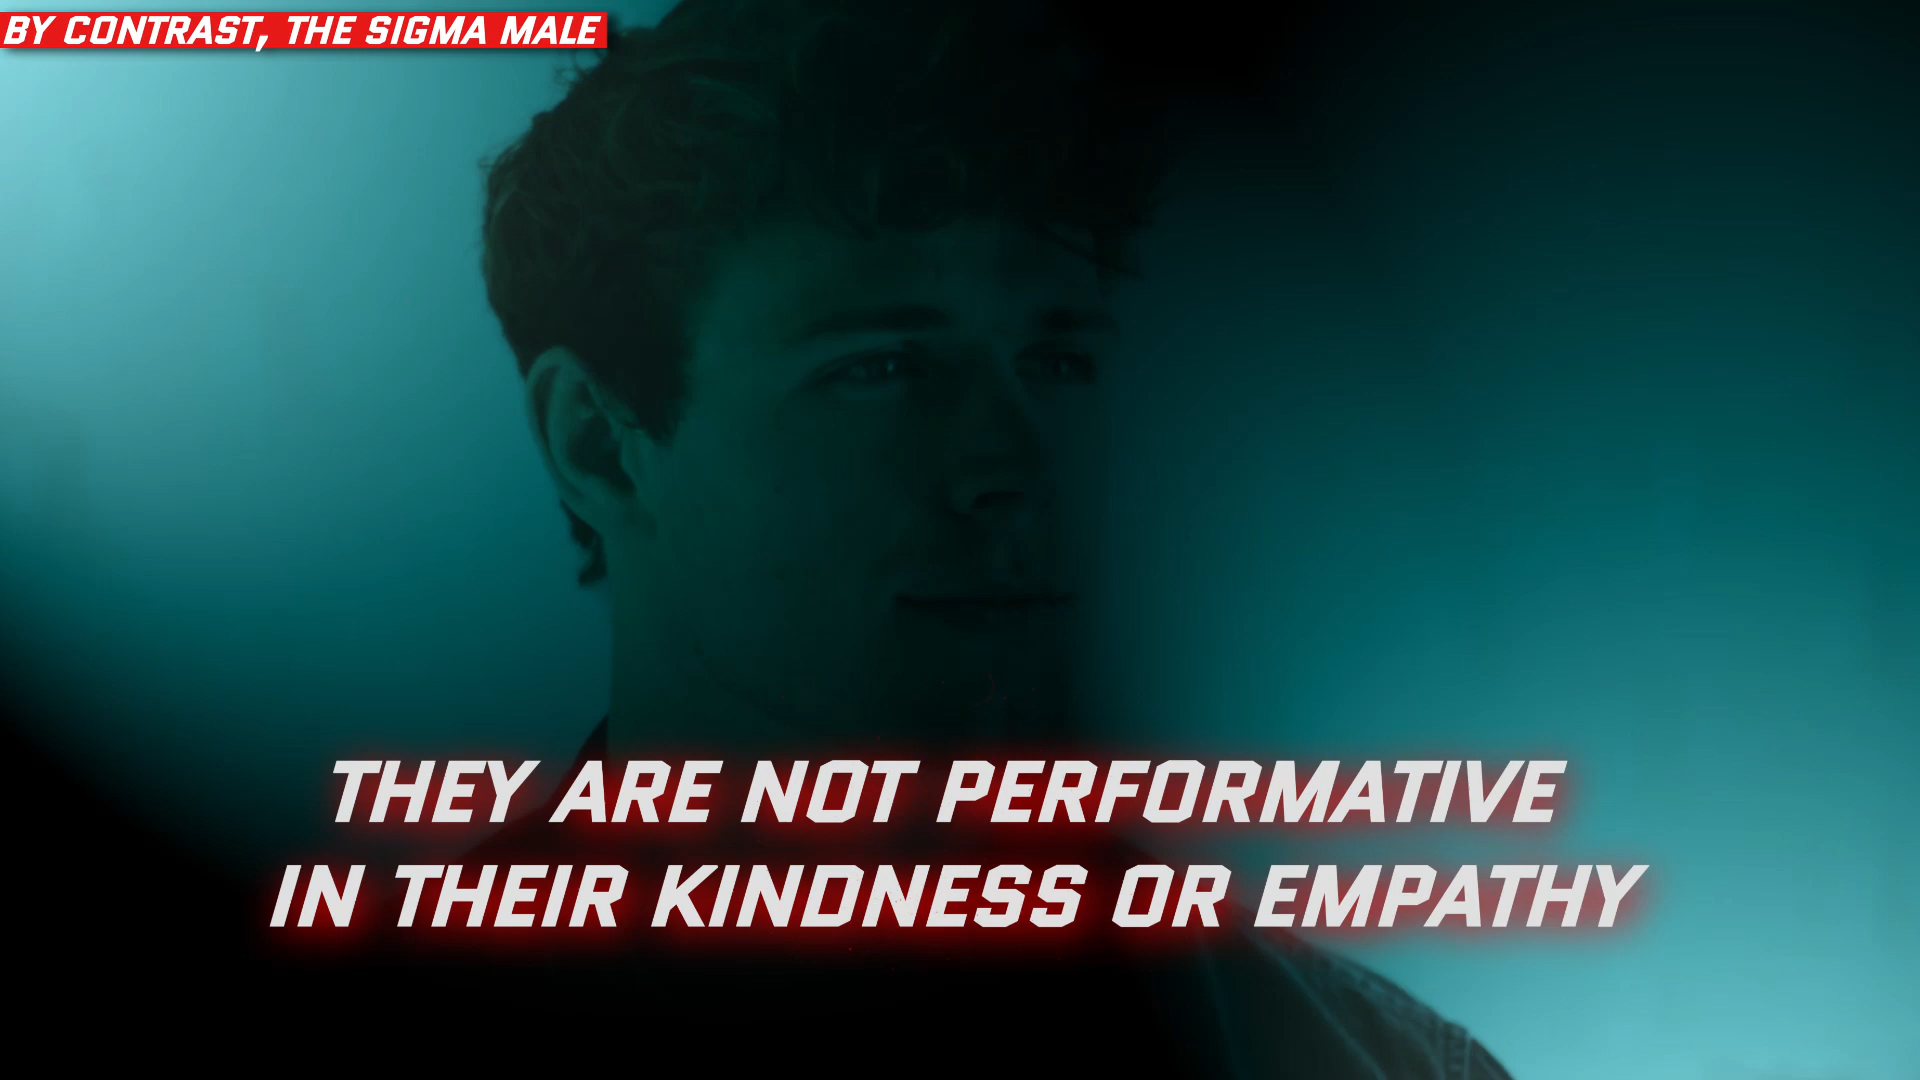 BY CONTRAST, THE SIGMA MALE
THEY ARE NOT PERFORMATIVE
IN THEIR KINDNESS OR EMPATHY